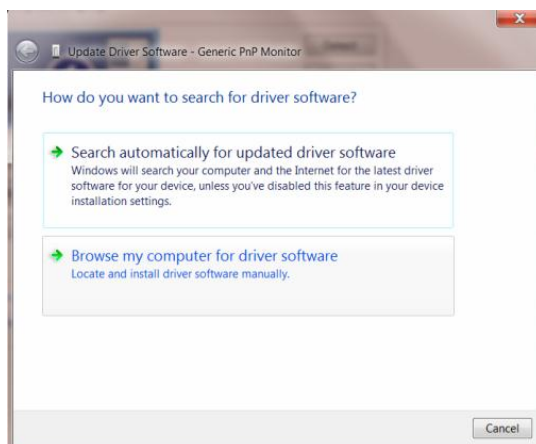 Update Driver Software - Generic PnP Monitor
How do you want to search for driver software?
Search automatically for updated driver software
Windows will search your computer and the Internet for the latest driver
software for your device, unless you've disabled this feature in your device
installation settings.
Browse my computer for driver software
Locate and install driver software manually.
Cancel